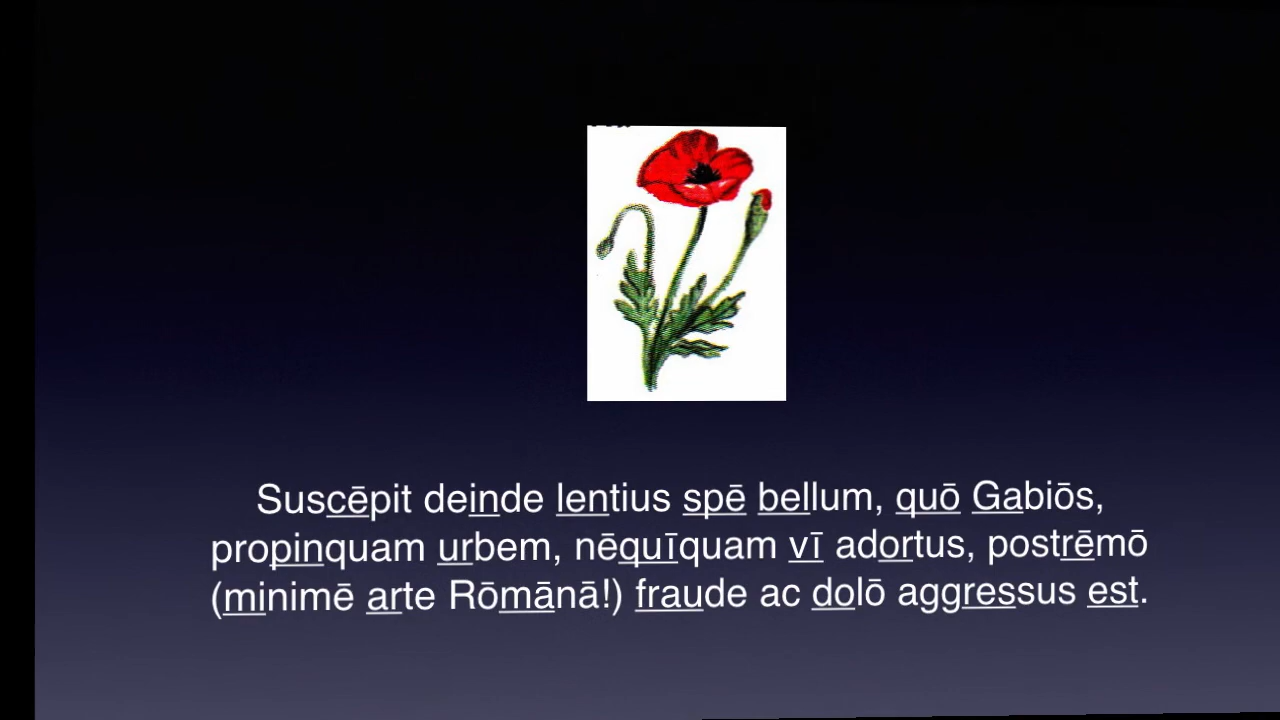 Suscēpit deinde lentius spē bellum, quō Gabiōs,
propinquam urbem, nēquīquam vī adortus, postrēmō
(minimē arte Rōmānā!) fraude ac dolō aggressus est.